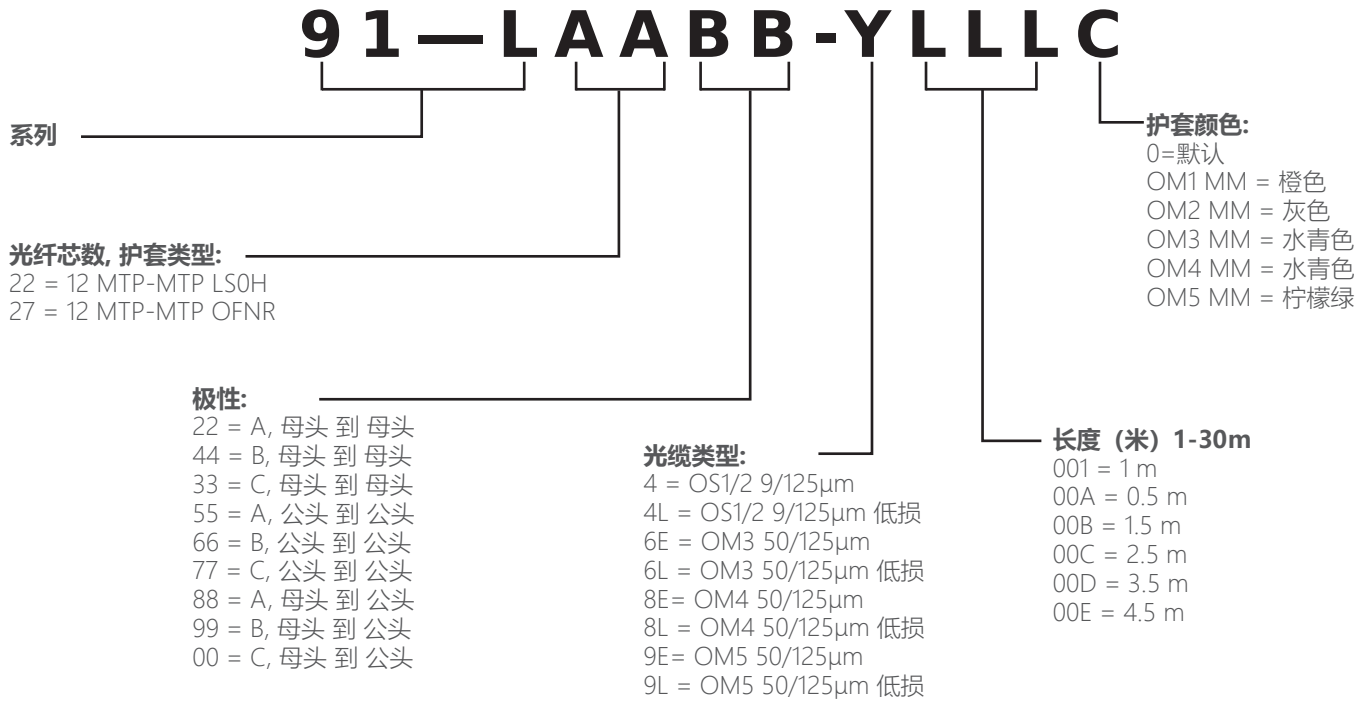 91—LAABB-YLLLC
系列
护套颜色:
0=默认
OM1 MM = 橙色
OM2 MM = 灰色
OM3 MM = 水青色
OM4 MM = 水青色
OM5 MM = 柠檬绿
光纤芯数, 护套类型:
22 = 12 MTP-MTP LS0H
27 = 12 MTP-MTP OFNR
极性:
22 = A, 母头 到 母头
44 = B, 母头 到 母头
33 = C, 母头 到 母头
55 = A, 公头 到 公头
66 = B, 公头 到 公头
77 = C, 公头 到 公头
88 = A, 母头 到 公头
99 = B, 母头 到 公头
00 = C, 母头 到 公头
光缆类型:
4 = OS1/2 9/125µm
4L = OS1/2 9/125µm 低损
6E = OM3 50/125µm
6L = OM3 50/125µm 低损
8E= OM4 50/125µm
8L = OM4 50/125µm 低损
9E= OM5 50/125µm
9L = OM5 50/125µm 低损
长度（米）1-30m
001 = 1 m
00A = 0.5 m
00B = 1.5 m
00C = 2.5 m
00D = 3.5 m
00E = 4.5 m